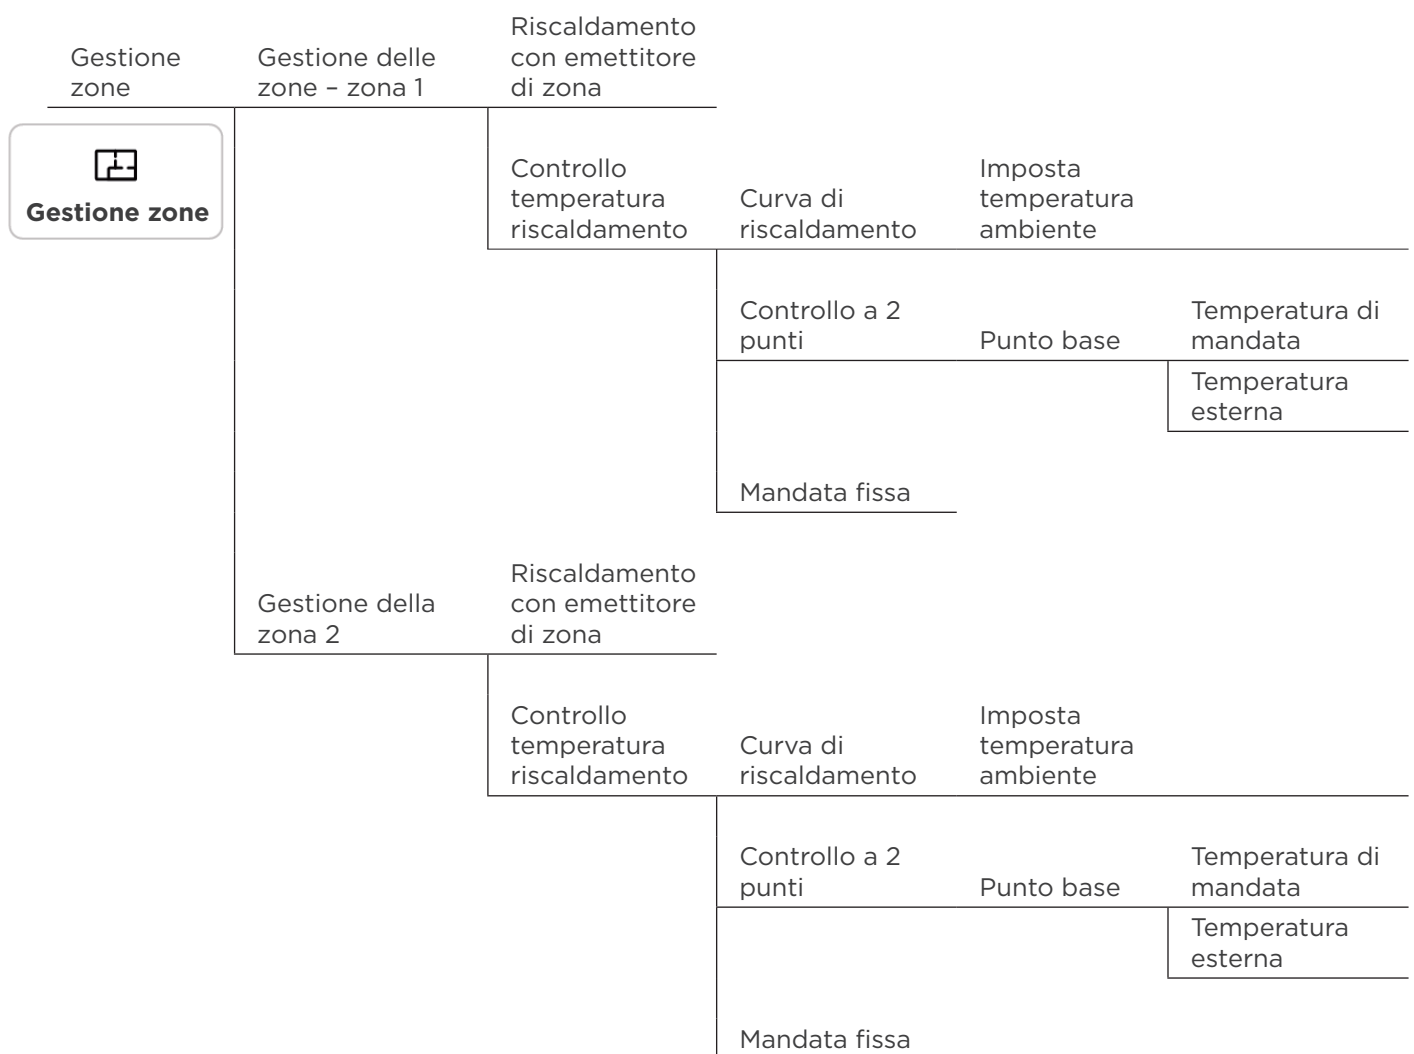 Gestione
zone
Gestione delle
zone – zona 1
Riscaldamento
con emettitore
di zona
Gestione zone
Controllo
temperatura
riscaldamento
Curva di
riscaldamento
Imposta
temperatura
ambiente
Controllo a 2
punti
Punto base
Temperatura di
mandata
Temperatura
esterna
Mandata fissa
Gestione della
zona 2
Riscaldamento
con emettitore
di zona
Controllo
temperatura
riscaldamento
Curva di
riscaldamento
Imposta
temperatura
ambiente
Controllo a 2
punti
Punto base
Temperatura di
mandata
Temperatura
esterna
Mandata fissa